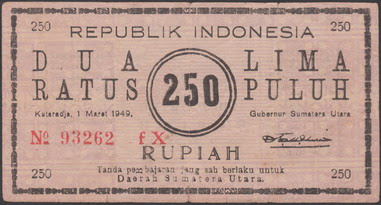 250 REPUBLIK INDONESIA 250
DUA LIMA
RATUS 250 PULUH
Kutaradja, 1 Maret 1949. Gubernur Sumatera Utara
№ 93262 f X
RUPIAH
250 Tanda pembajaran jang sah berlaku untuk 250
Daerah Sumatera Utara.